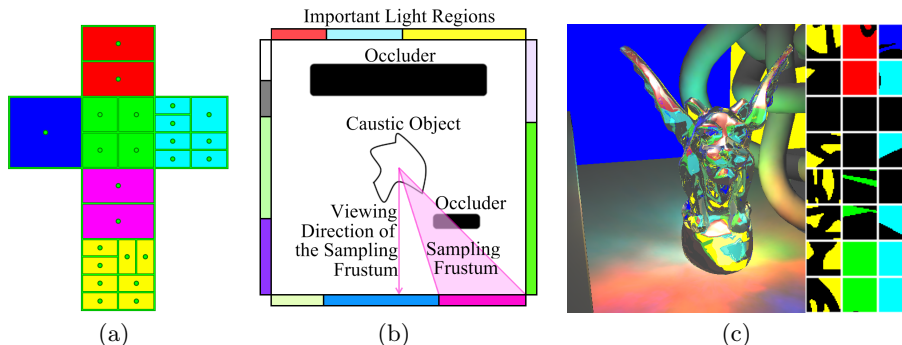 Important Light Regions
Occluder
Caustic Object
Occluder
Viewing
Direction of
the Sampling
Frustum
Sampling
Frustum
(a)
(b)
(c)